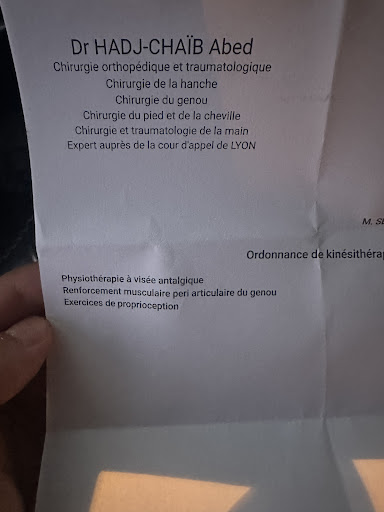 Dr HADJ-CHAÏB Abed
Chirurgie orthopédique et traumatologique
Chirurgie de la hanche
Chirurgie du genou
Chirurgie du pied et de la cheville
Chirurgie et traumatologie de la main
Expert auprès de la cour d'appel de LYON
M.
Ordonnance de
Physiothérapie à visée antalgique
Renforcement musculaire peri articulaire du genou
Exercices de proprioception